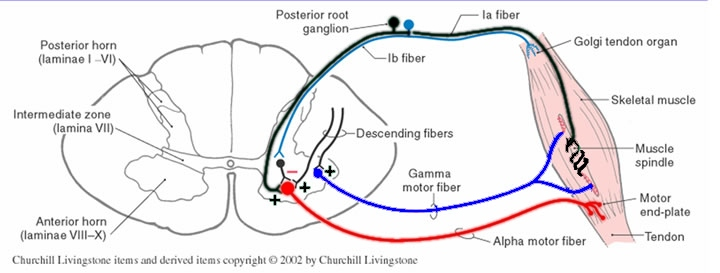 Posterior root
ganglion
Ia fiber
Posterior horn
(laminae I –VI)
Ib fiber
Golgi tendon organ
Intermediate zone
(lamina VII)
Skeletal muscle
Descending fibers
Muscle
spindle
Gamma
motor fiber
Anterior horn
(laminae VIII–X)
Motor
end-plate
Alpha motor fiber
Tendon
– + + +
Churchill Livingstone items and derived items copyright © 2002 by Churchill Livingstone